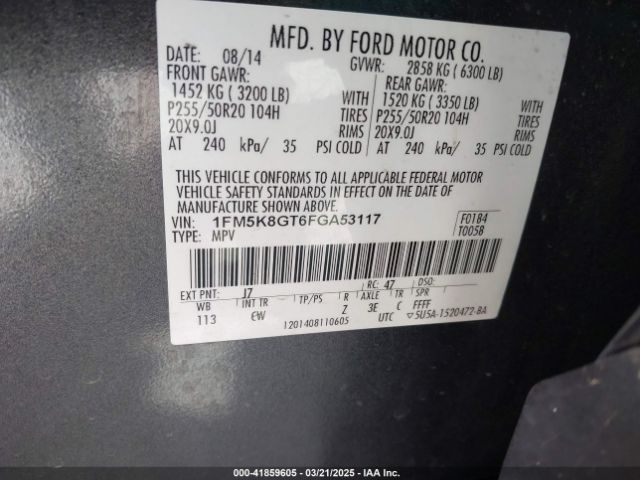 MFD. BY FORD MOTOR CO.
DATE: 08/14 GVWR: 2858 KG ( 6300 LB)
FRONT GAWR: REAR GAWR:
1452 KG ( 3200 LB) WITH 1520 KG ( 3350 LB) WITH
P255/50R20 104H TIRES P255/50R20 104H TIRES
20X9.0J RIMS 20X9.0J RIMS
AT 240 kPa/ 35 PSI COLD AT 240 kPa/ 35 PSI COLD
THIS VEHICLE CONFORMS TO ALL APPLICABLE FEDERAL MOTOR
VEHICLE SAFETY STANDARDS IN EFFECT ON THE DATE OF
MANUFACTURE SHOWN ABOVE.
VIN: 1FM5K8GT6FGA53117 F0184
TYPE: MPV T0058
EXT PNT: J7 RC: 47 DSO:
WB INT TR TP/PS R AXLE TR SPR
113 EW Z 3E C FFFF
1201408110605 UTC ▽5U5A-1520472-BA
000-41859605 - 03/21/2025 - IAA Inc.